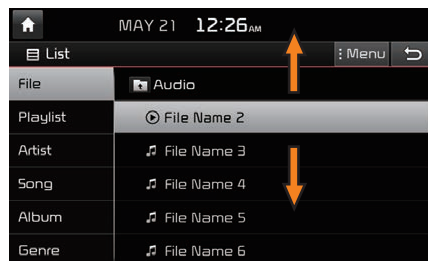 MAY 21 12:26AM
List Menu
File Audio
Playlist File Name 2
Artist File Name 3
Song File Name 4
Album File Name 5
Genre File Name 6